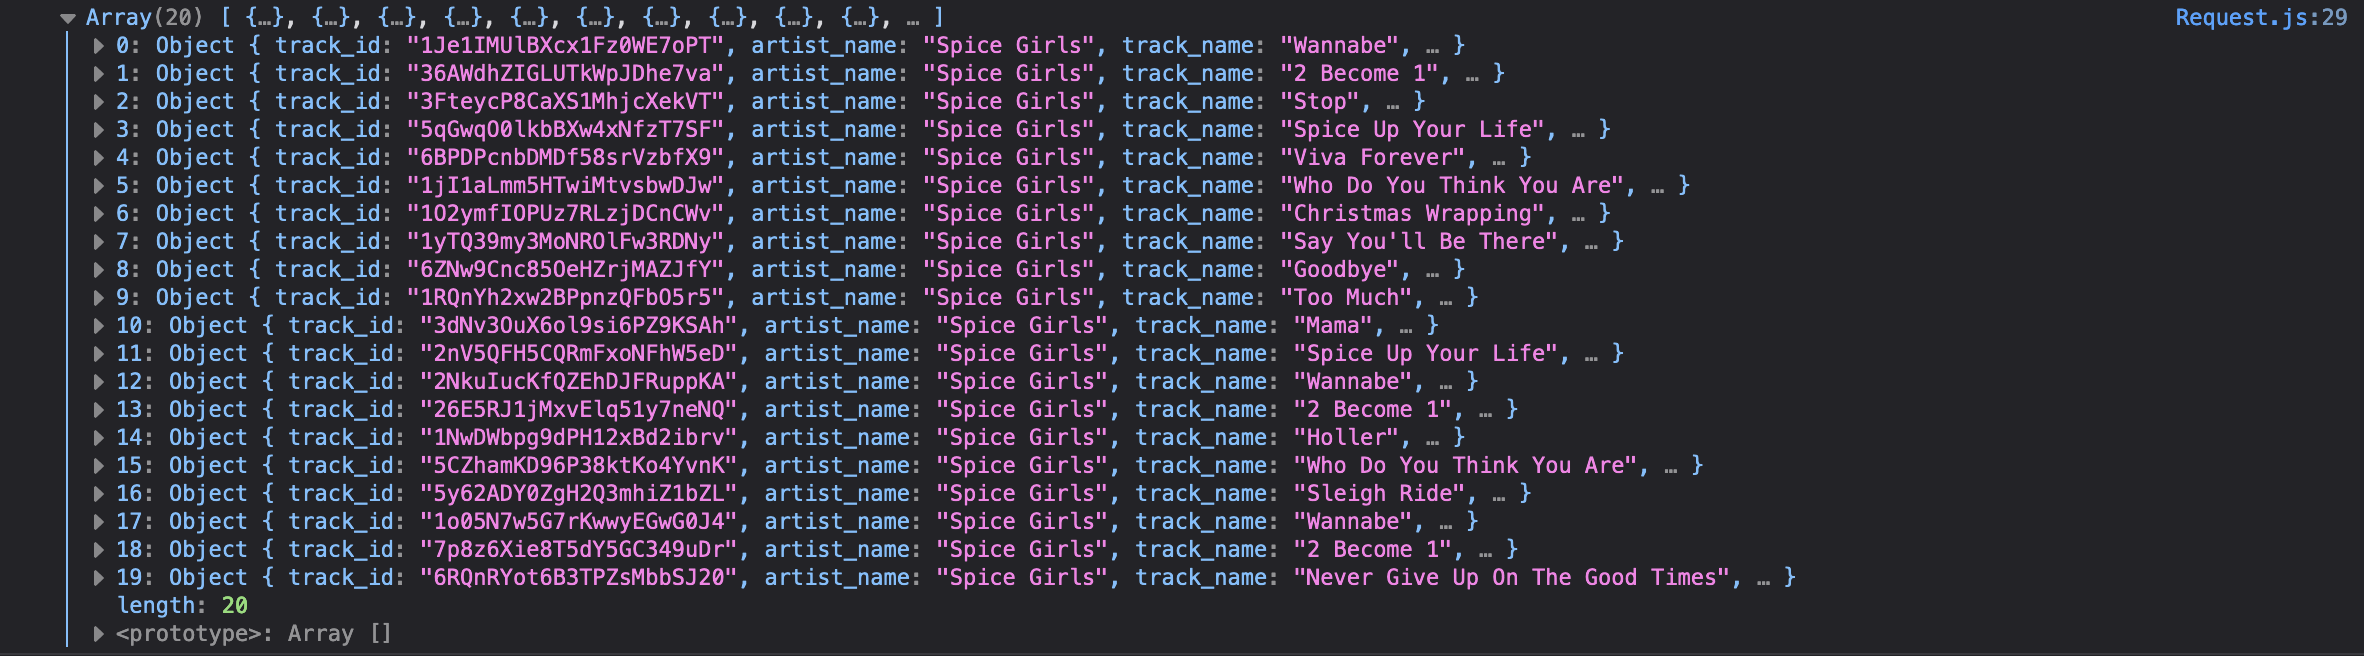 Array(20) [ {…}, {…}, {…}, {…}, {…}, {…}, {…}, {…}, {…}, {…}, … ] Request.js:29
0: Object { track_id: "1Je1IMUlBXcx1Fz0WE7oPT", artist_name: "Spice Girls", track_name: "Wannabe", … }
1: Object { track_id: "36AWdhZIGLUTkWpJDhe7va", artist_name: "Spice Girls", track_name: "2 Become 1", … }
2: Object { track_id: "3FteycP8CaXS1MhjcXekVT", artist_name: "Spice Girls", track_name: "Stop", … }
3: Object { track_id: "5qGwqO0lkbBXw4xNfzT7SF", artist_name: "Spice Girls", track_name: "Spice Up Your Life", … }
4: Object { track_id: "6BPDPcnbDMDf58srVzbfX9", artist_name: "Spice Girls", track_name: "Viva Forever", … }
5: Object { track_id: "1jI1aLmm5HTwiMtvsbwDJw", artist_name: "Spice Girls", track_name: "Who Do You Think You Are", … }
6: Object { track_id: "1O2ymfIOPUz7RLzjDCnCWv", artist_name: "Spice Girls", track_name: "Christmas Wrapping", … }
7: Object { track_id: "1yTQ39my3MoNROlFw3RDNy", artist_name: "Spice Girls", track_name: "Say You'll Be There", … }
8: Object { track_id: "6ZNw9Cnc85OeHZrjMAZJfY", artist_name: "Spice Girls", track_name: "Goodbye", … }
9: Object { track_id: "1RQnYh2xw2BPpnzQFbO5r5", artist_name: "Spice Girls", track_name: "Too Much", … }
10: Object { track_id: "3dNv3OuX6ol9si6PZ9KSAh", artist_name: "Spice Girls", track_name: "Mama", … }
11: Object { track_id: "2nV5QFH5CQRmFxoNFhW5eD", artist_name: "Spice Girls", track_name: "Spice Up Your Life", … }
12: Object { track_id: "2NkuIucKfQZEhDJFRuppKA", artist_name: "Spice Girls", track_name: "Wannabe", … }
13: Object { track_id: "26E5RJ1jMxvElq51y7neNQ", artist_name: "Spice Girls", track_name: "2 Become 1", … }
14: Object { track_id: "1NwDWbpg9dPH12xBd2ibrv", artist_name: "Spice Girls", track_name: "Holler", … }
15: Object { track_id: "5CZhamKD96P38ktKo4YvnK", artist_name: "Spice Girls", track_name: "Who Do You Think You Are", … }
16: Object { track_id: "5y62ADY0ZgH2Q3mhiZ1bZL", artist_name: "Spice Girls", track_name: "Sleigh Ride", … }
17: Object { track_id: "1o05N7w5G7rKwwyEGwG0J4", artist_name: "Spice Girls", track_name: "Wannabe", … }
18: Object { track_id: "7p8z6Xie8T5dY5GC349uDr", artist_name: "Spice Girls", track_name: "2 Become 1", … }
19: Object { track_id: "6RQnRYot6B3TPZsMbbSJ20", artist_name: "Spice Girls", track_name: "Never Give Up On The Good Times", … }
length: 20
<prototype>: Array []